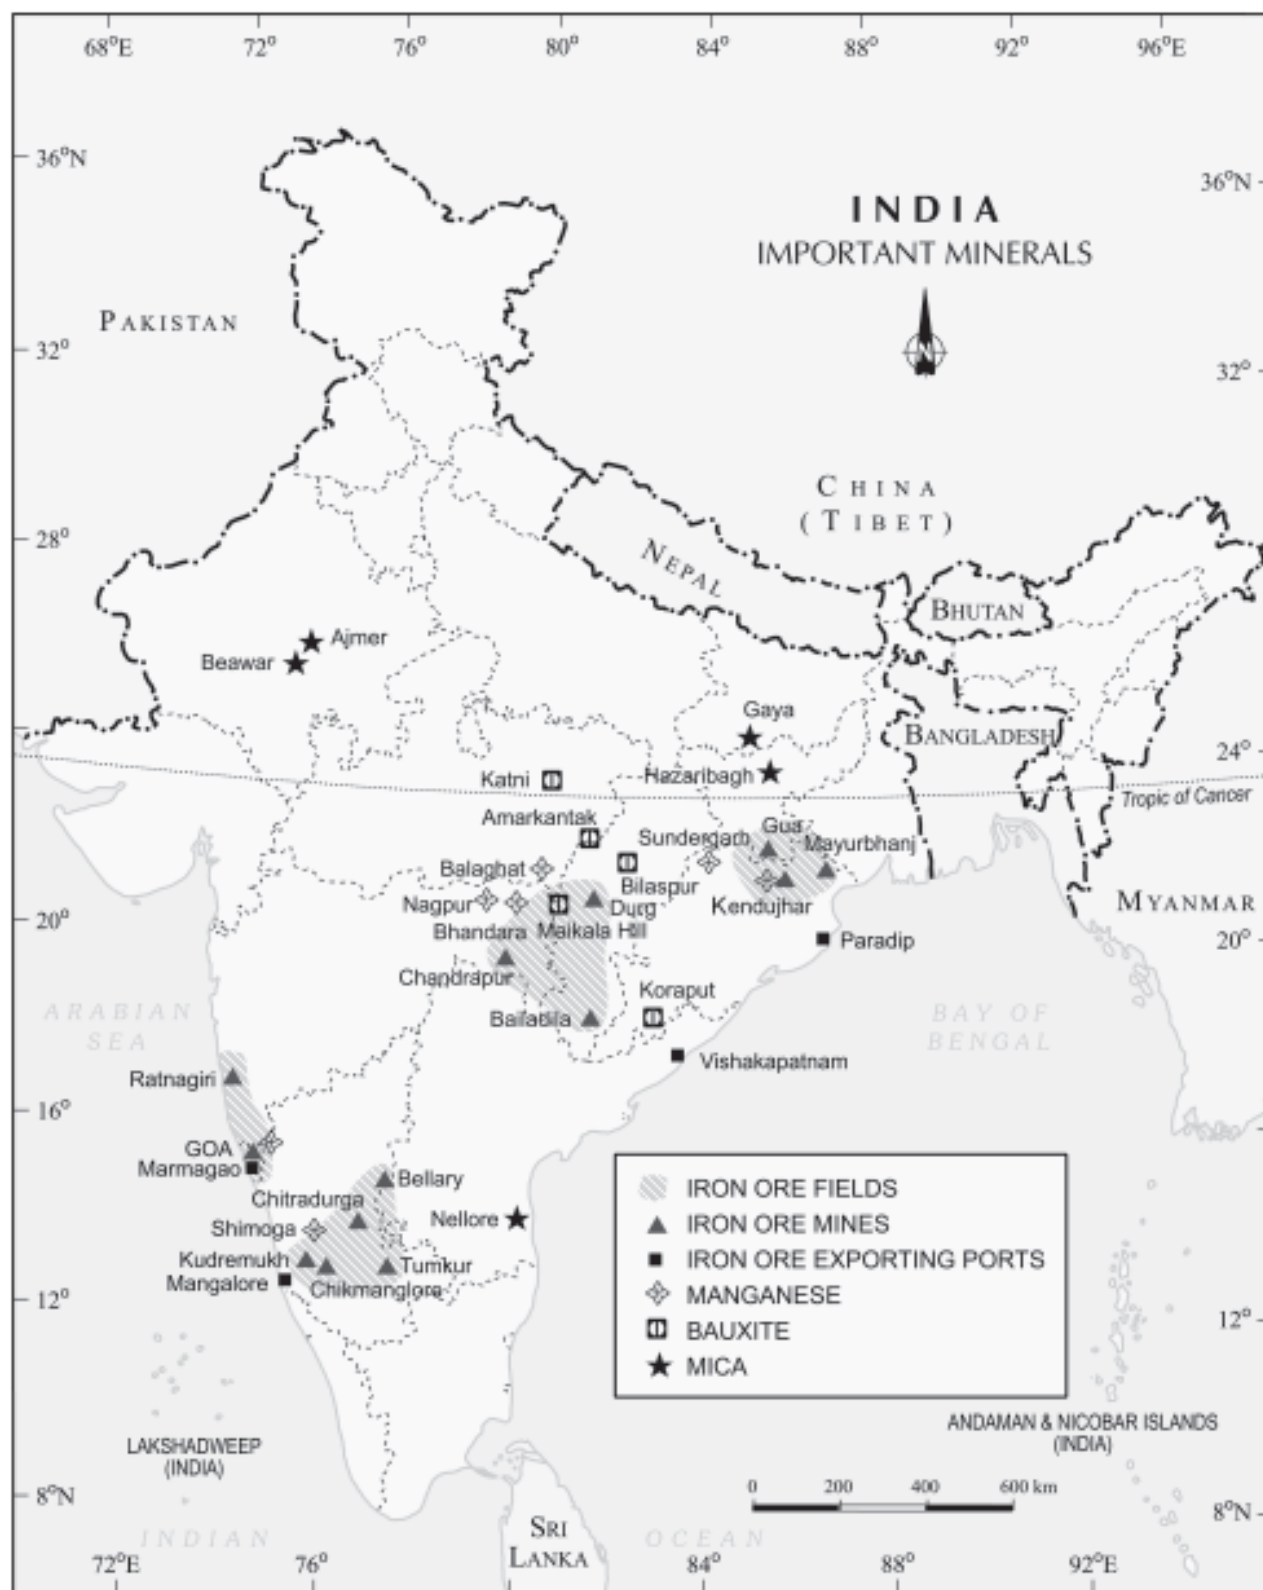 68°E 72° 76° 80° 84° 88° 92° 96°E
36°N
36°N
INDIA
IMPORTANT MINERALS
PAKISTAN
N
32°
32°
CHINA
(TIBET)
28°
NEPAL
BHUTAN
Ajmer
Beawar
Gaya
BANGLADESH
24°
Katni
Hazaribagh
Tropic of Cancer
Amarkantak
Sundergarh
Gua
Mayurbhanj
Balaghat
Bilaspur
Nagpur
Durg
Kendujhar
MYANMAR
20°
Bhandara
Maikala Hill
Paradip
20°
Chandrapur
Koraput
ARABIAN
SEA
BAY OF
BENGAL
Bailadila
Vishakapatnam
Ratnagiri
16°
GOA
Marmagao
Bellary
Chitradurga
Shimoga
Nellore
Kudremukh
Tumkur
Mangalore
Chikmanglore
12°
12°
IRON ORE FIELDS
IRON ORE MINES
IRON ORE EXPORTING PORTS
MANGANESE
BAUXITE
MICA
LAKSHADWEEP
(INDIA)
ANDAMAN & NICOBAR ISLANDS
(INDIA)
0 200 400 600 km
8°N
8°N
INDIAN
OCEAN
SRI
LANKA
72°E 76° 84° 88° 92°E